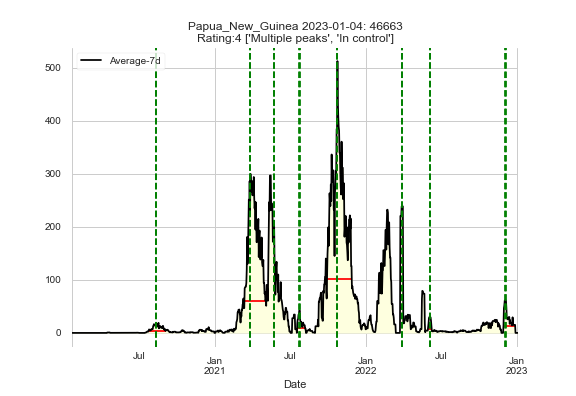 Papua_New_Guinea 2023-01-04: 46663
Rating:4 ['Multiple peaks', 'In control']
Average-7d
500
400
300
200
100
0
Jul
Jan
2021
Jul
Jan
2022
Jul
Jan
2023
Date